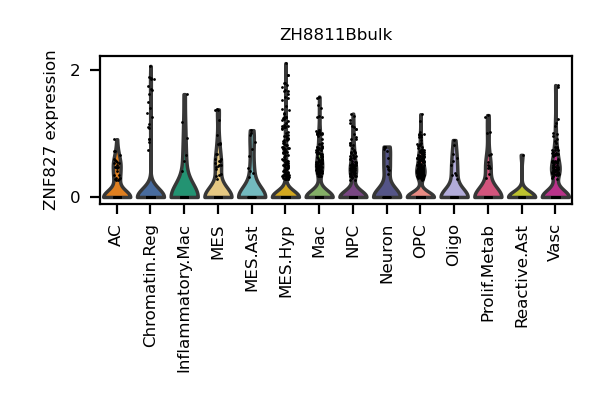 ZH8811Bbulk
ZNF827 expression
2
0
AC
Chromatin.Reg
Inflammatory.Mac
MES
MES.Ast
MES.Hyp
Mac
NPC
Neuron
OPC
Oligo
Prolif.Metab
Reactive.Ast
Vasc